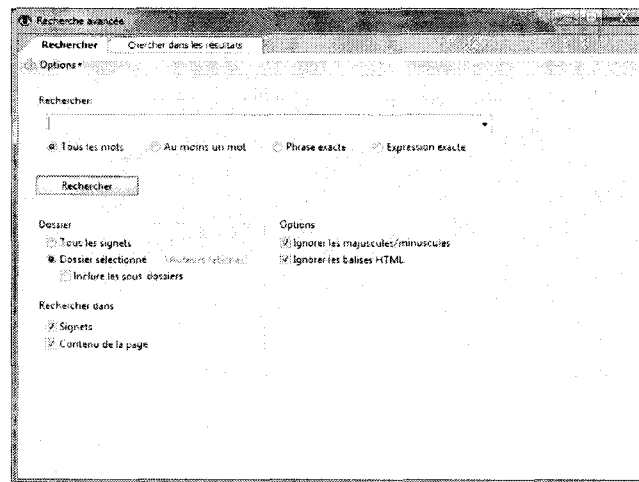 Recherche avancée
Rechercher Chercher dans les résultats
Options
Rechercher:
Tous les mots Au moins un mot Phrase exacte Expression exacte
Rechercher
Dossier Options
Tous les signets Ignorer les majuscules/minuscules
Dossier sélectionné Ignorer les balises HTML
Inclure les sous-dossiers
Rechercher dans
Signets
Contenu de la page